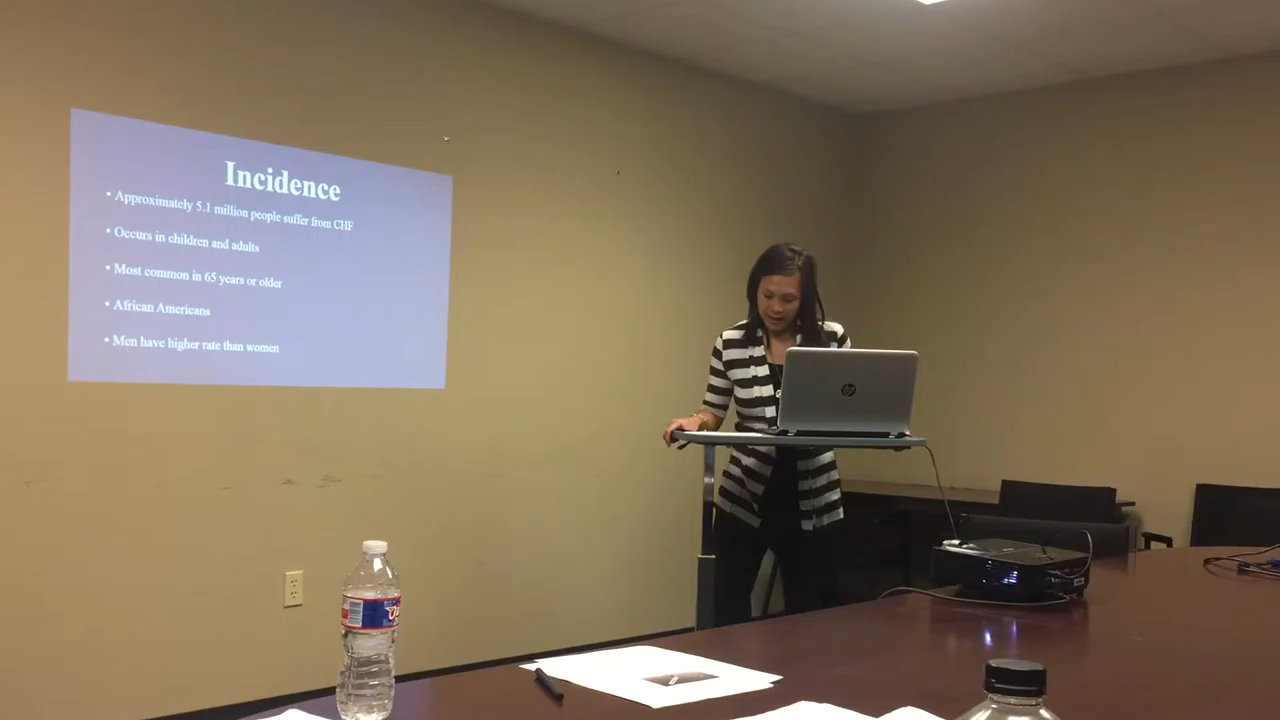 Incidence
• Approximately 5.1 million people suffer from CHF
• Occurs in children and adults
• Most common in 65 years or older
• African Americans
• Men have higher rate than women
hp